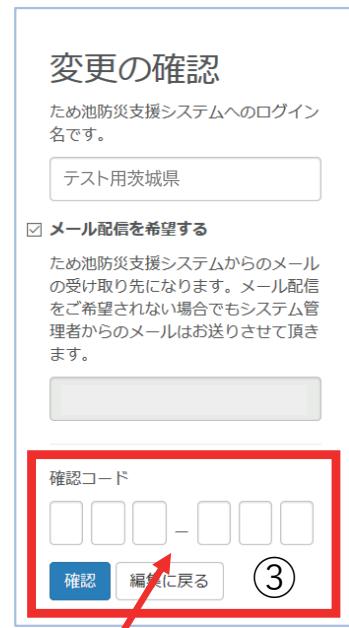 変更の確認
ため池防災支援システムへのログイン
名です。
テスト用茨城県
メール配信を希望する
ため池防災支援システムからのメール
の受け取り先になります。メール配信
をご希望されない場合でもシステム管
理者からのメールはお送りさせて頂き
ます。
確認コード
–
確認 編集に戻る ③